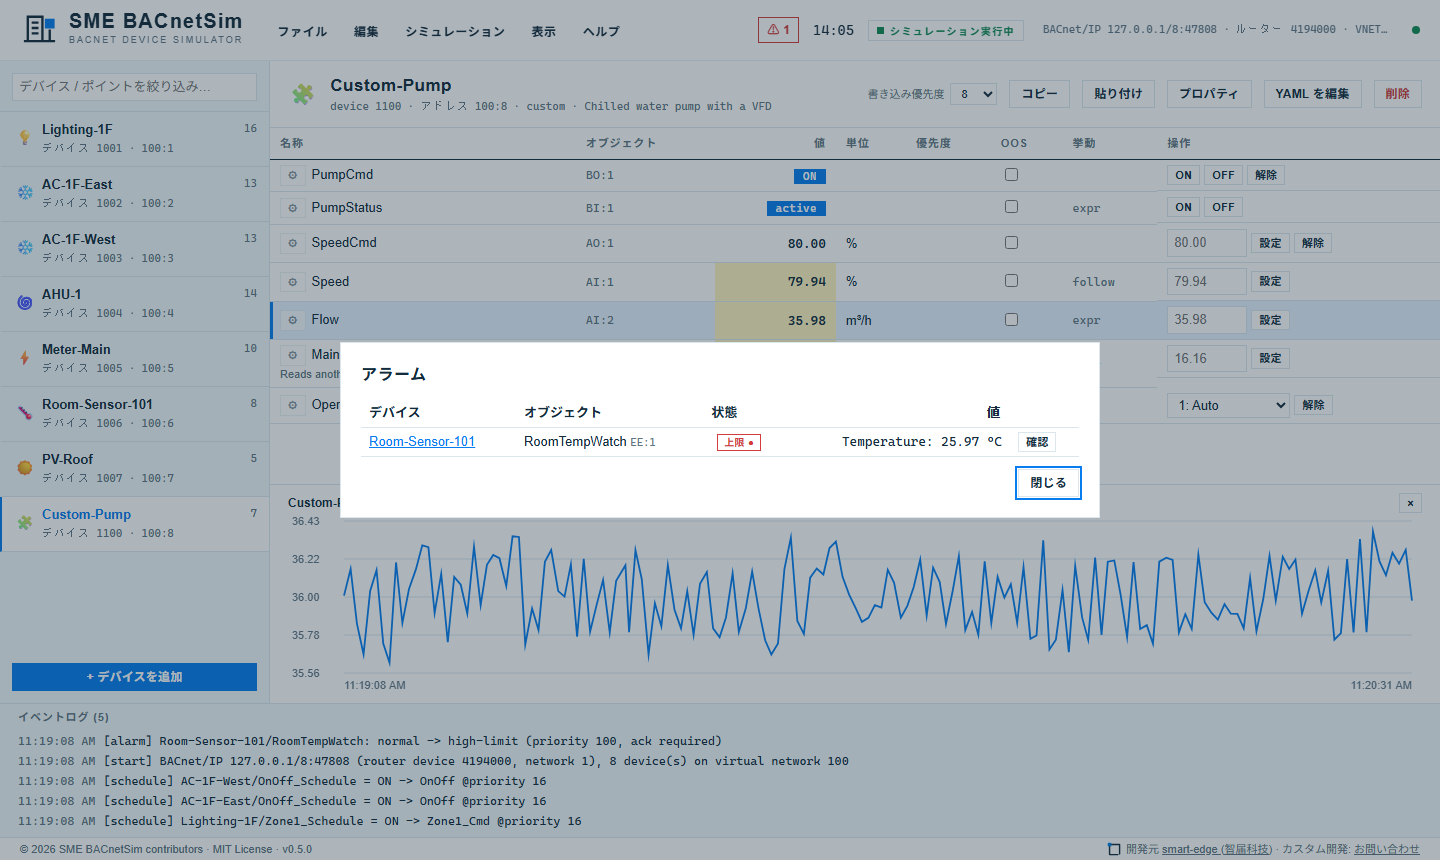 SME BACnetSim
BACNET DEVICE SIMULATOR
ファイル 編集 シミュレーション 表示 ヘルプ
1 14:05 シミュレーション実行中 BACnet/IP 127.0.0.1/8:47808 · ルーター 4194000 · VNET…
デバイス / ポイントを絞り込み…
Lighting-1F 16
デバイス 1001 · 100:1
AC-1F-East 13
デバイス 1002 · 100:2
AC-1F-West 13
デバイス 1003 · 100:3
AHU-1 14
デバイス 1004 · 100:4
Meter-Main 10
デバイス 1005 · 100:5
Room-Sensor-101 8
デバイス 1006 · 100:6
PV-Roof 5
デバイス 1007 · 100:7
Custom-Pump 7
デバイス 1100 · 100:8
+ デバイスを追加
Custom-Pump
device 1100 · アドレス 100:8 · custom · Chilled water pump with a VFD
書き込み優先度 8 コピー 貼り付け プロパティ YAML を編集 削除
名称 オブジェクト 値 単位 優先度 OOS 挙動 操作
PumpCmd BO:1 ON ON OFF 解除
PumpStatus BI:1 active expr ON OFF
SpeedCmd AO:1 80.00 % 80.00 設定 解除
Speed AI:1 79.94 % follow 79.94 設定
Flow AI:2 35.98 m³/h expr 35.98 設定
Main 16.16 設定
Reads anoth
Oper 1: Auto 解除
アラーム
デバイス オブジェクト 状態 値
Room-Sensor-101 RoomTempWatch EE:1 上限 ● Temperature: 25.97 °C 確認
閉じる
Custom-P ×
36.43
36.22
36.00
35.78
35.56
11:19:08 AM 11:20:31 AM
イベントログ (5)
11:19:08 AM [alarm] Room-Sensor-101/RoomTempWatch: normal -> high-limit (priority 100, ack required)
11:19:08 AM [start] BACnet/IP 127.0.0.1/8:47808 (router device 4194000, network 1), 8 device(s) on virtual network 100
11:19:08 AM [schedule] AC-1F-West/OnOff_Schedule = ON -> OnOff @priority 16
11:19:08 AM [schedule] AC-1F-East/OnOff_Schedule = ON -> OnOff @priority 16
11:19:08 AM [schedule] Lighting-1F/Zone1_Schedule = ON -> Zone1_Cmd @priority 16
© 2026 SME BACnetSim contributors · MIT License · v0.5.0
開発元 smart-edge (智届科技) · カスタム開発: お問い合わせ